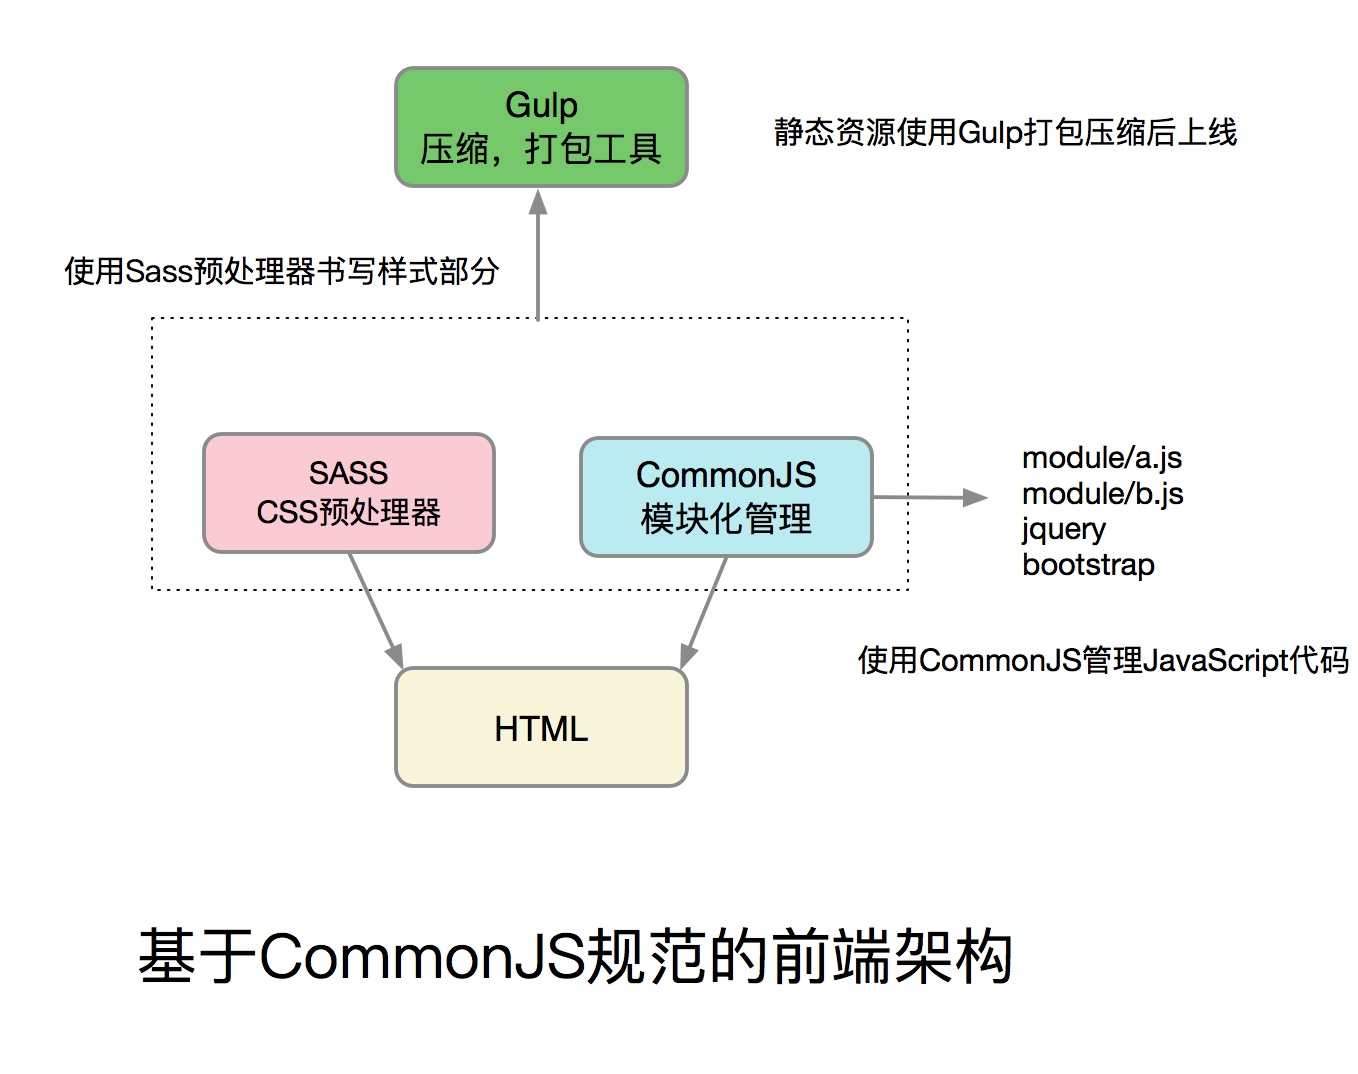 Gulp
压缩，打包工具
静态资源使用Gulp打包压缩后上线
使用Sass预处理器书写样式部分
SASS
CSS预处理器
CommonJS
模块化管理
module/a.js
module/b.js
jquery
bootstrap
使用CommonJS管理JavaScript代码
HTML
基于CommonJS规范的前端架构